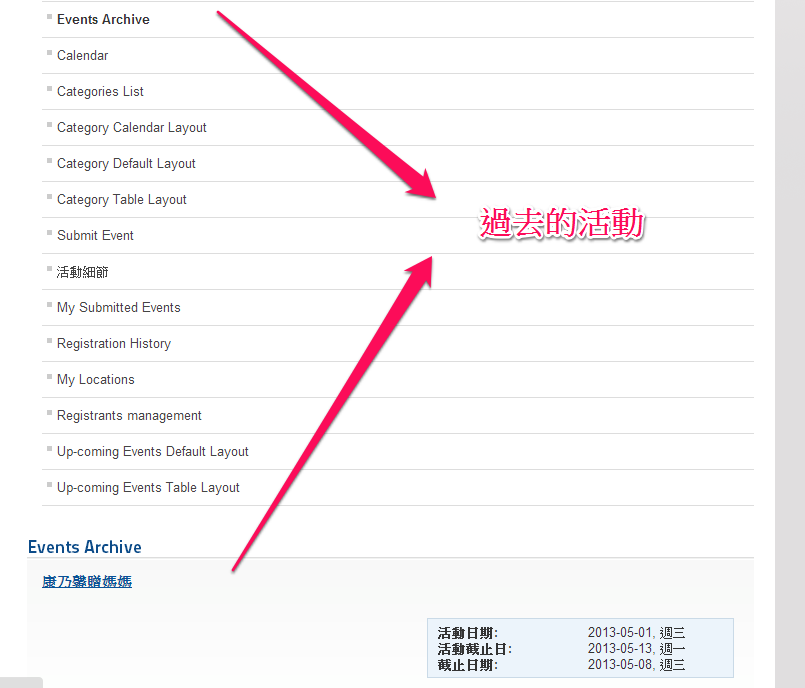 Events Archive
Calendar
Categories List
Category Calendar Layout
Category Default Layout
Category Table Layout
過去的活動
Submit Event
活動細節
My Submitted Events
Registration History
My Locations
Registrants management
Up-coming Events Default Layout
Up-coming Events Table Layout
Events Archive
康乃馨贈媽媽
活動日期: 2013-05-01, 週三
活動截止日: 2013-05-13, 週一
截止日期: 2013-05-08, 週三